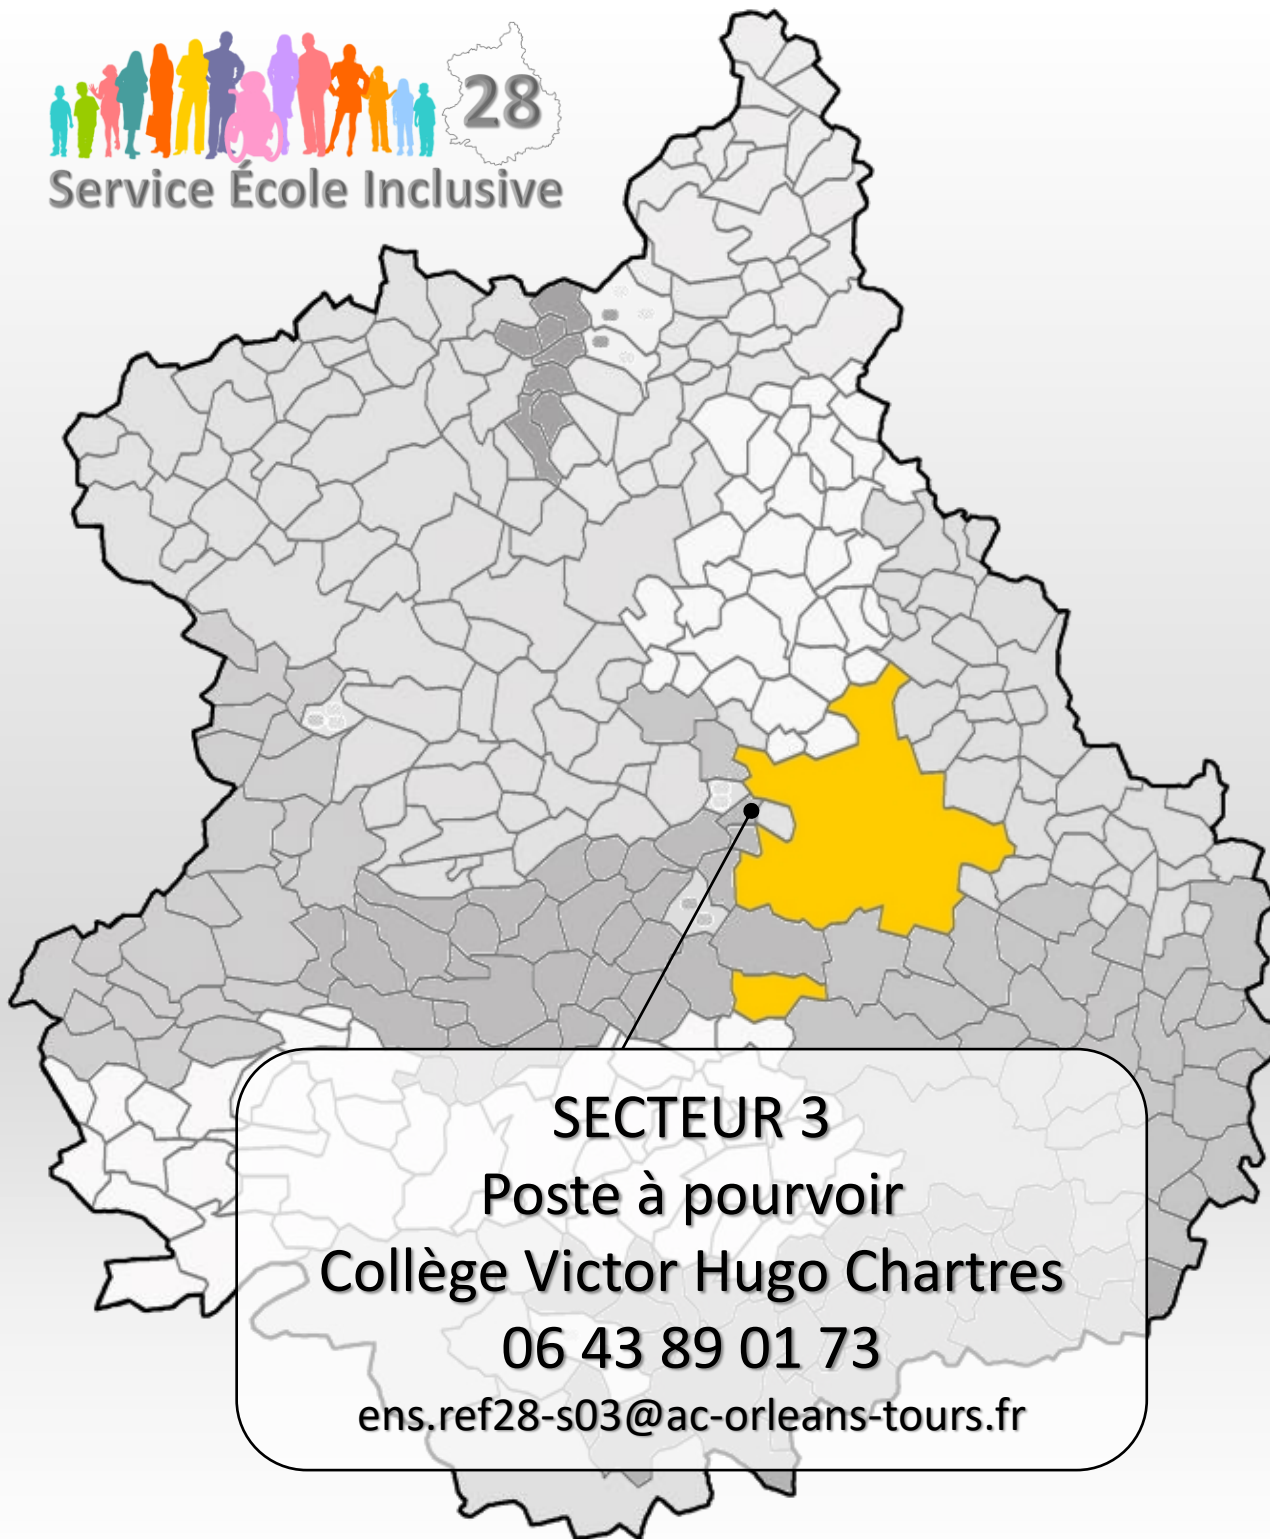 28
Service École Inclusive
SECTEUR 3
Poste à pourvoir
Collège Victor Hugo Chartres
06 43 89 01 73
ens.ref28-s03@ac-orleans-tours.fr